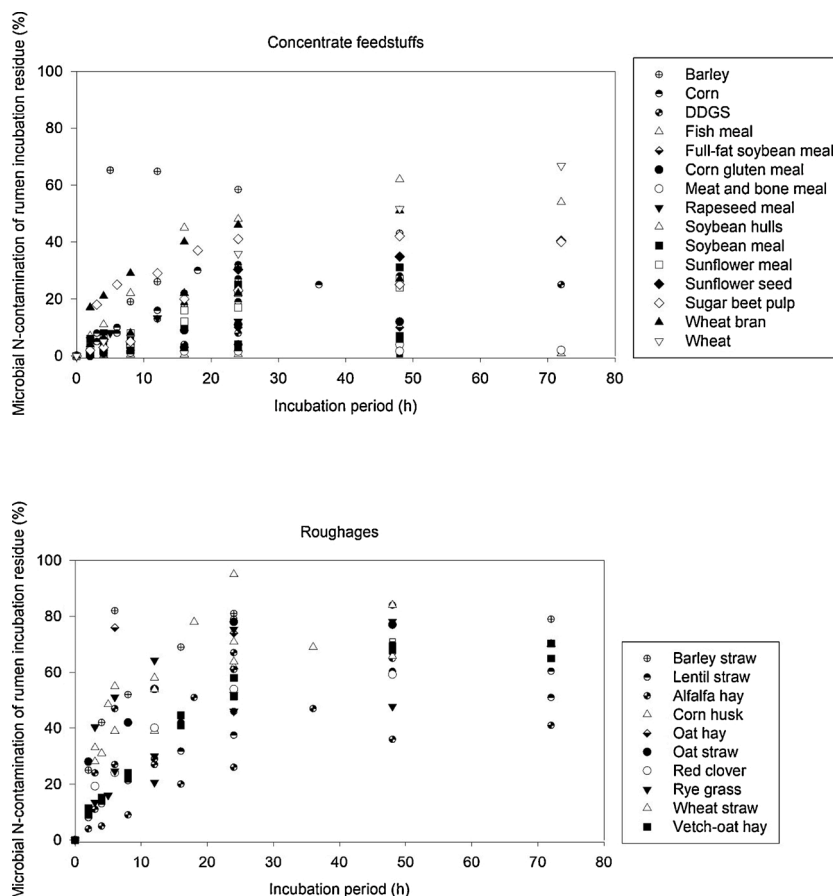 Concentrate feedstuffs
Microbial N-contamination of rumen incubation residue (%)
100
80
60
40
20
0
0 10 20 30 40 50 60 70 80
Incubation period (h)
Barley
Corn
DDGS
Fish meal
Full-fat soybean meal
Corn gluten meal
Meat and bone meal
Rapeseed meal
Soybean hulls
Soybean meal
Sunflower meal
Sunflower seed
Sugar beet pulp
Wheat bran
Wheat
Roughages
Microbial N-contamination of rumen incubation residue (%)
100
80
60
40
20
0
0 10 20 30 40 50 60 70 80
Incubation period (h)
Barley straw
Lentil straw
Alfalfa hay
Corn husk
Oat hay
Oat straw
Red clover
Rye grass
Wheat straw
Vetch-oat hay